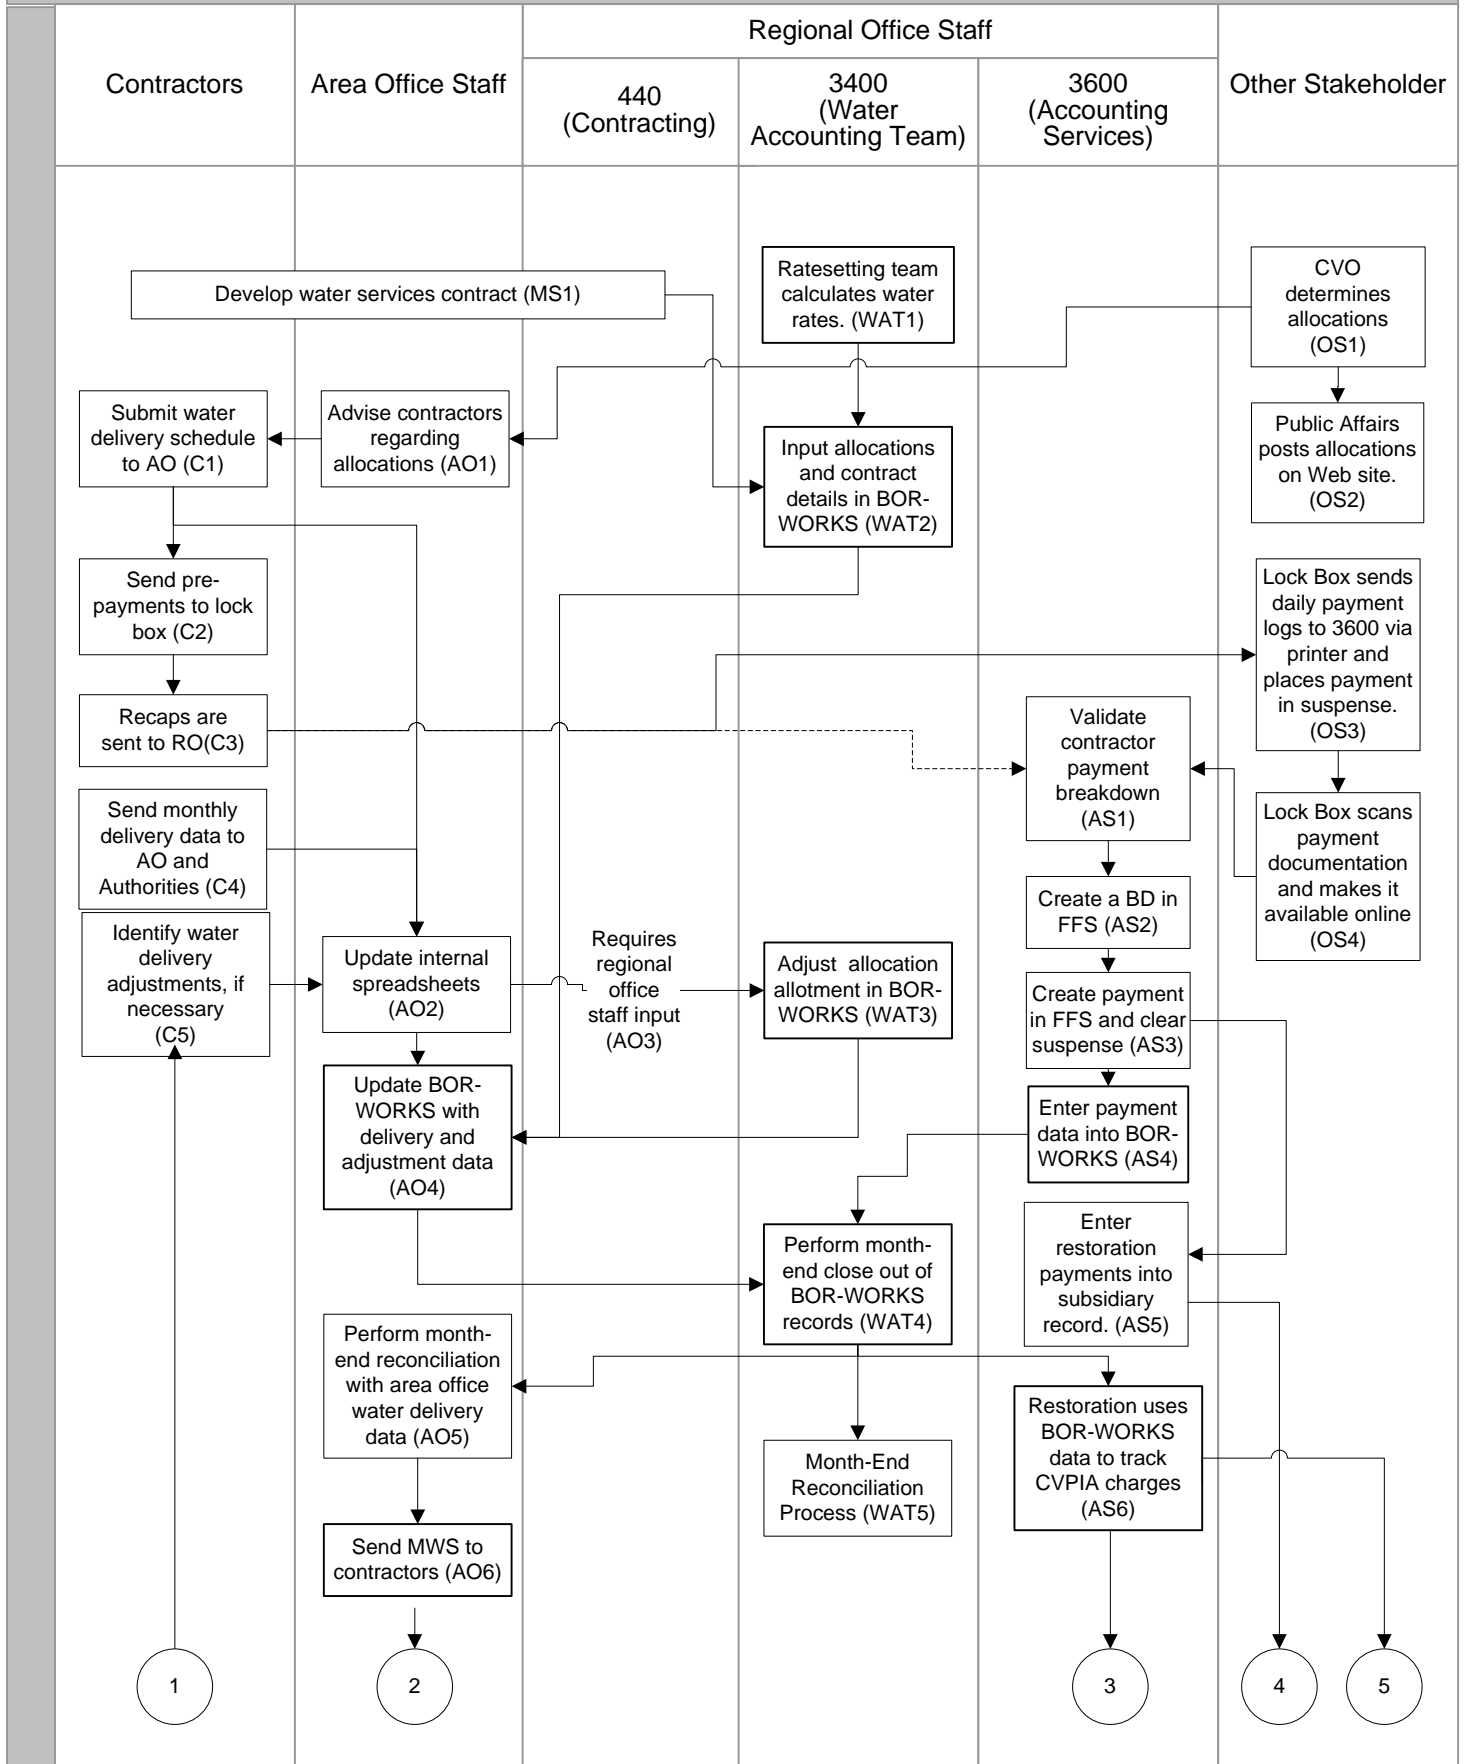 Regional Office Staff
Contractors
Area Office Staff
440
(Contracting)
3400
(Water
Accounting Team)
3600
(Accounting
Services)
Other Stakeholder
Develop water services contract (MS1)
Ratesetting team
calculates water
rates. (WAT1)
CVO
determines
allocations
(OS1)
Submit water
delivery schedule
to AO (C1)
Advise contractors
regarding
allocations (AO1)
Input allocations
and contract
details in BOR-
WORKS (WAT2)
Public Affairs
posts allocations
on Web site.
(OS2)
Send pre-
payments to lock
box (C2)
Lock Box sends
daily payment
logs to 3600 via
printer and
places payment
in suspense.
(OS3)
Recaps are
sent to RO(C3)
Validate
contractor
payment
breakdown
(AS1)
Send monthly
delivery data to
AO and
Authorities (C4)
Lock Box scans
payment
documentation
and makes it
available online
(OS4)
Create a BD in
FFS (AS2)
Identify water
delivery
adjustments, if
necessary
(C5)
Update internal
spreadsheets
(AO2)
Requires
regional
office
staff input
(AO3)
Adjust  allocation
allotment in BOR-
WORKS (WAT3)
Create payment
in FFS and clear
suspense (AS3)
Update BOR-
WORKS with
delivery and
adjustment data
(AO4)
Enter payment
data into BOR-
WORKS (AS4)
Perform month-
end close out of
BOR-WORKS
records (WAT4)
Enter
restoration
payments into
subsidiary
record. (AS5)
Perform month-
end reconciliation
with area office
water delivery
data (AO5)
Month-End
Reconciliation
Process (WAT5)
Restoration uses
BOR-WORKS
data to track
CVPIA charges
(AS6)
Send MWS to
contractors (AO6)
1
2
3
4
5